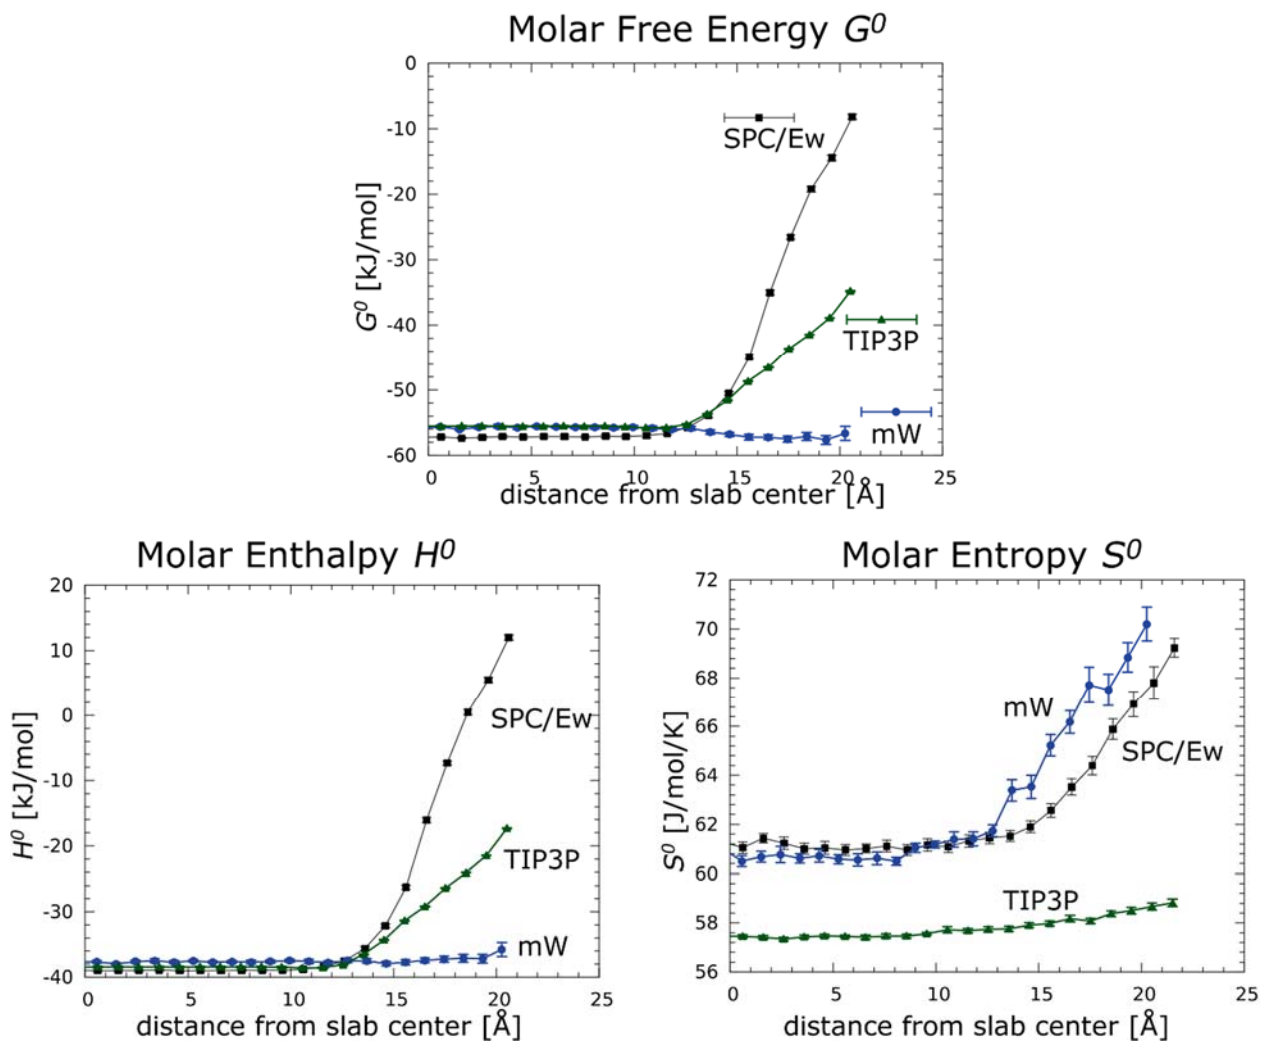 Molar Free Energy G⁰
0
-10
-20
-30
-40
-50
-60
G⁰ [kJ/mol]
SPC/Ew
TIP3P
mW
0 5 10 15 20 25
distance from slab center [Å]
Molar Enthalpy H⁰
20
10
0
-10
-20
-30
-40
H⁰ [kJ/mol]
SPC/Ew
TIP3P
mW
0 5 10 15 20 25
distance from slab center [Å]
Molar Entropy S⁰
72
70
68
66
64
62
60
58
56
S⁰ [J/mol/K]
mW
SPC/Ew
TIP3P
0 5 10 15 20 25
distance from slab center [Å]